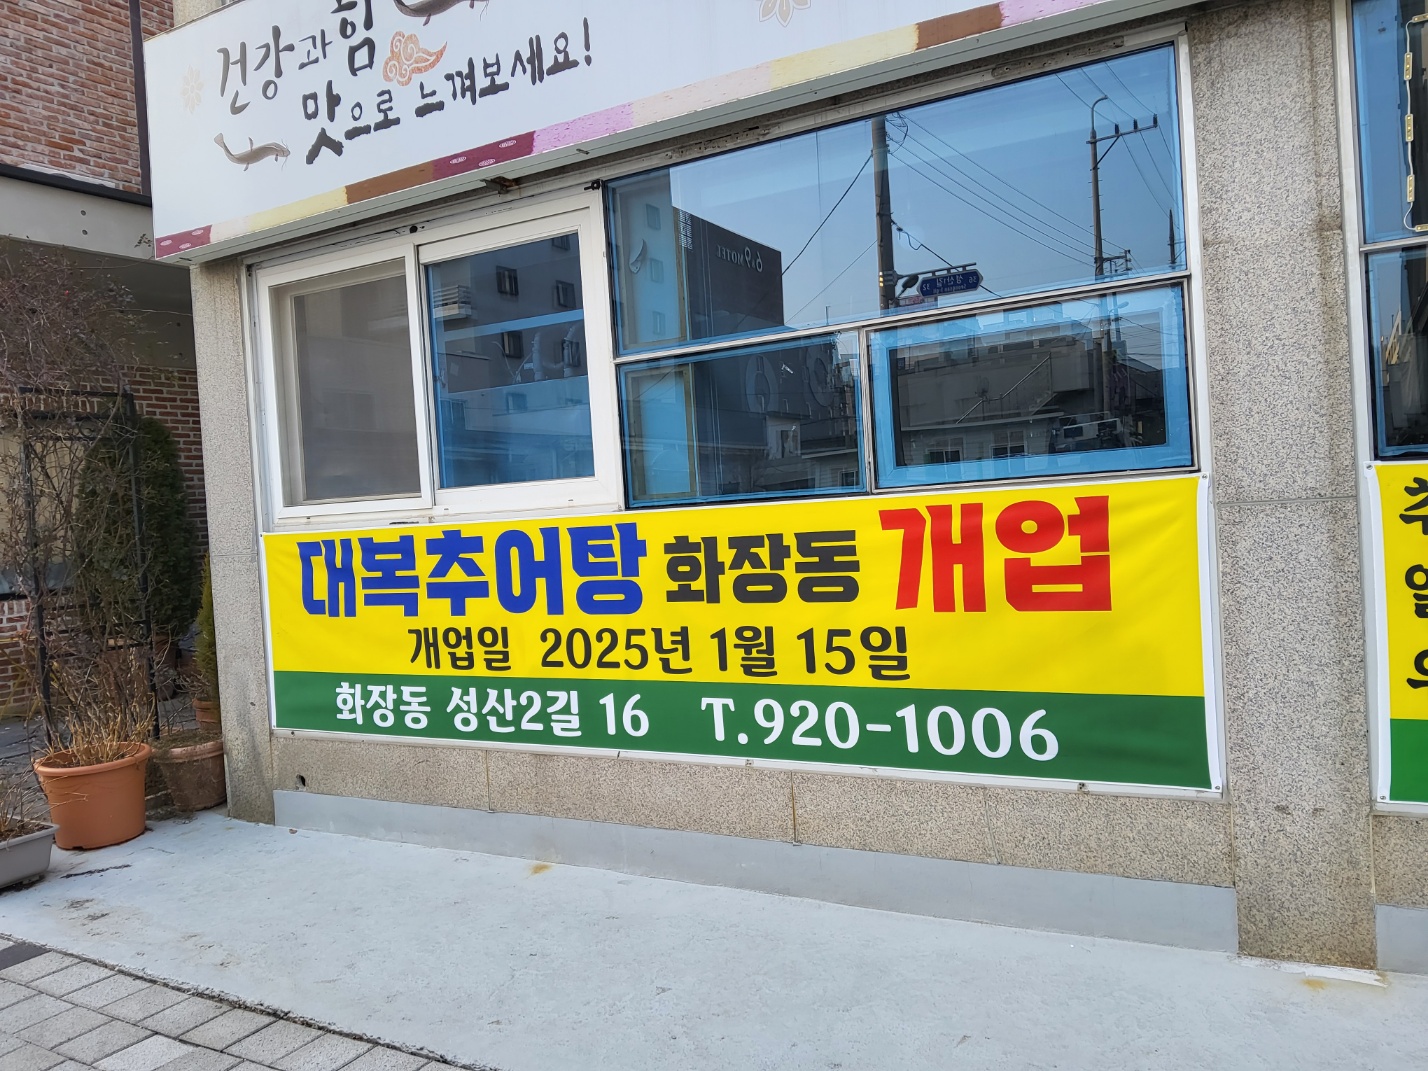 건강과 힘
맛으로 느껴보세요!
대복추어탕 화장동 개업
개업일 2025년 1월 15일
화장동 성산2길 16 T.920-1006